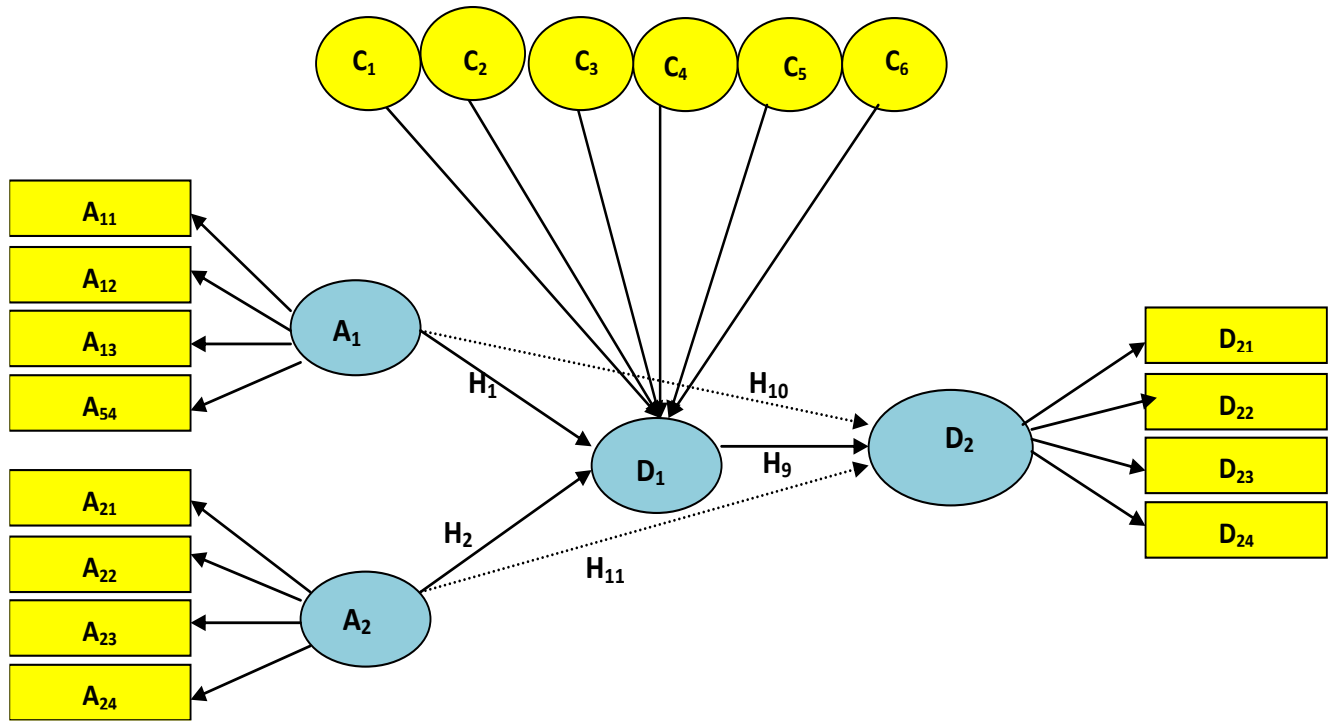 C₁ C₂ C₃ C₄ C₅ C₆
A₁₁
A₁₂
A₁₃
A₅₄
A₁
H₁
H₁₀
D₂₁
D₂₂
D₂₃
D₂₄
D₂
D₁
H₉
A₂₁
A₂₂
A₂₃
A₂₄
A₂
H₂
H₁₁